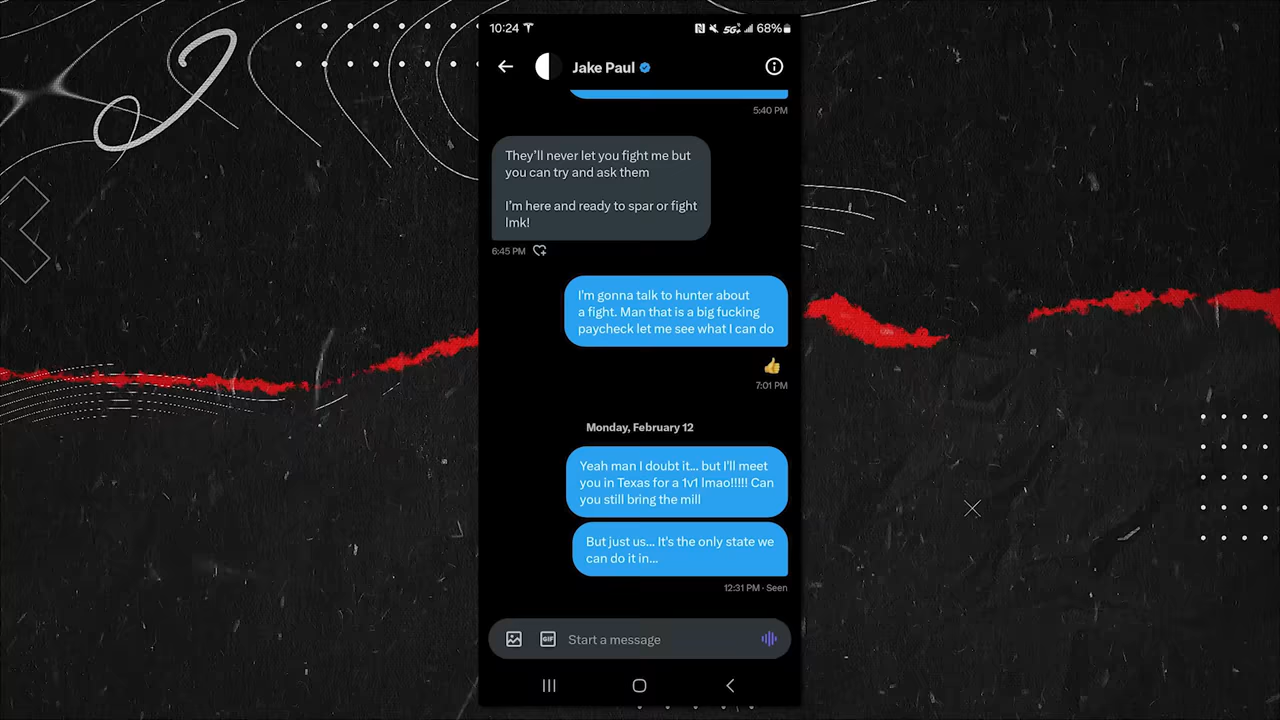 10:24
5G
68%
Jake Paul
5:40 PM
They'll never let you fight me but
you can try and ask them
I'm here and ready to spar or fight
lmk!
6:45 PM
I'm gonna talk to hunter about
a fight. Man that is a big fucking
paycheck let me see what I can do
7:01 PM
Monday, February 12
Yeah man I doubt it... but I'll meet
you in Texas for a 1v1 lmao!!!!! Can
you still bring the mill
But just us... It's the only state we
can do it in...
12:31 PM · Seen
GIF
Start a message